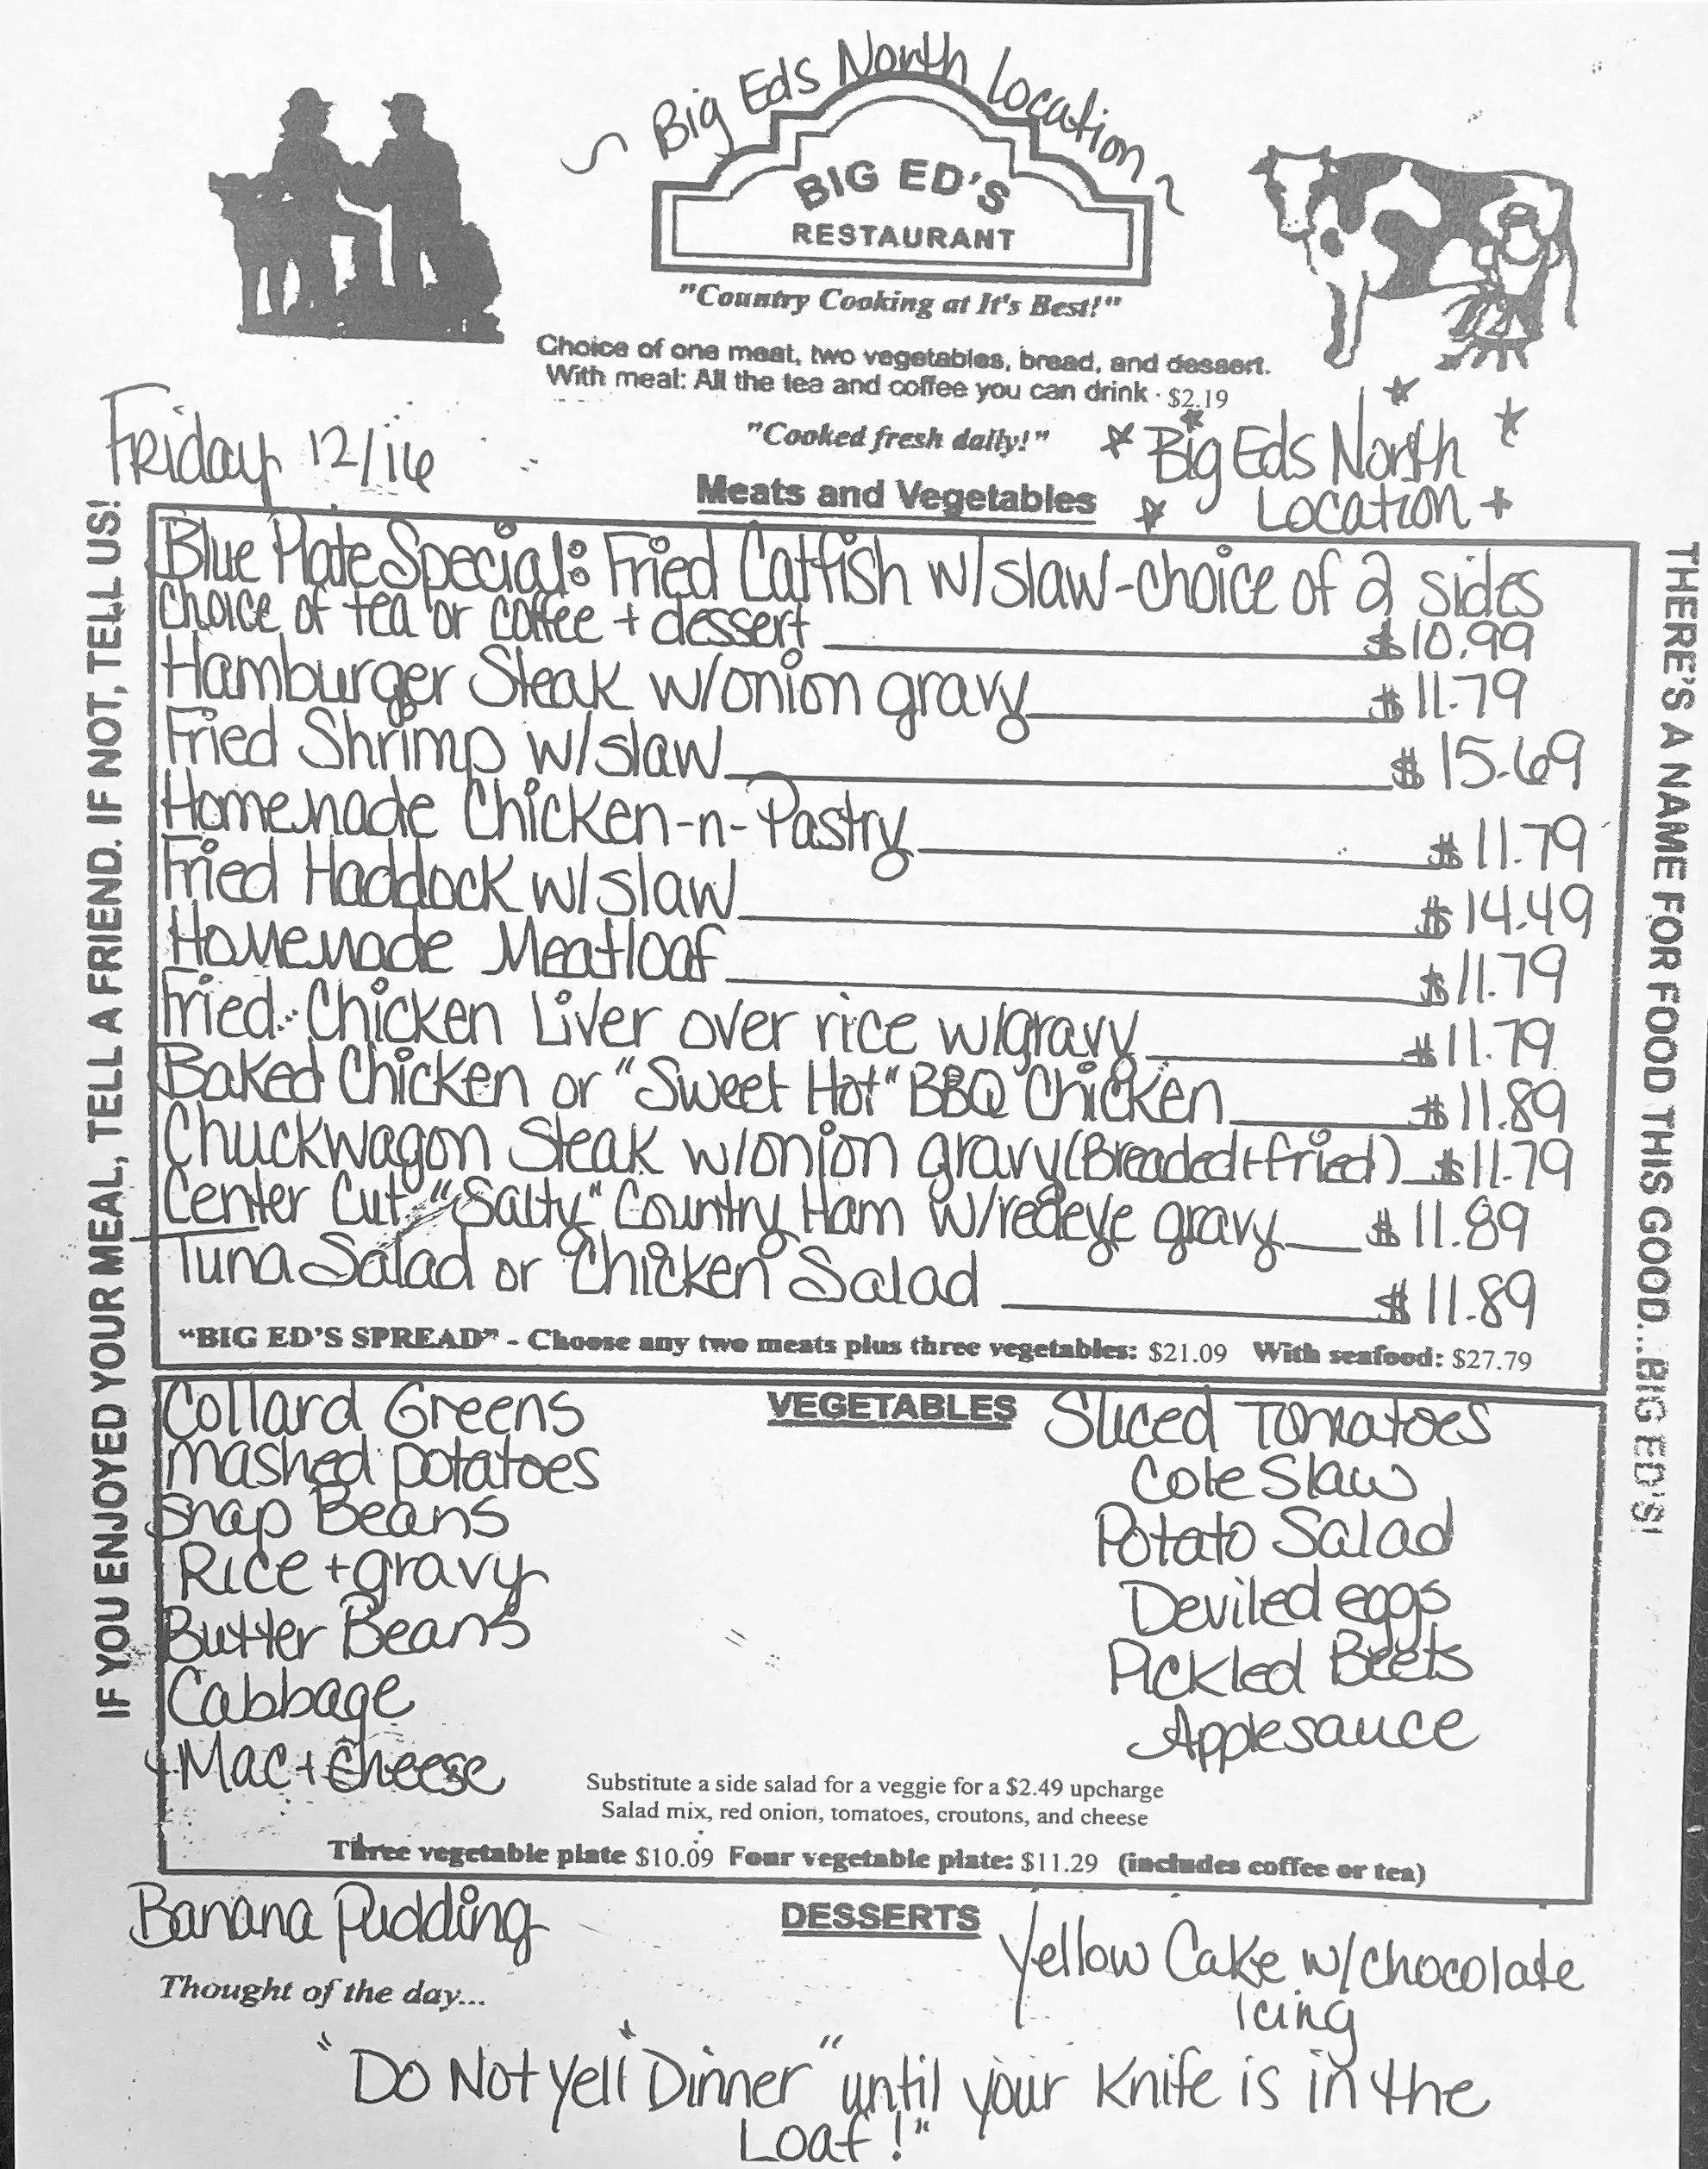 ~ Big Eds North Location ~
BIG ED'S
RESTAURANT
"Country Cooking at It's Best!"
Choice of one meat, two vegetables, bread, and dessert.
With meal: All the tea and coffee you can drink · $2.19
"Cooked fresh daily!"
Friday 12/16
Big Eds North
Location
Meats and Vegetables
IF YOU ENJOYED YOUR MEAL, TELL A FRIEND. IF NOT, TELL US!
Blue Plate Special: Fried Catfish w/slaw-choice of 2 sides
choice of tea or coffee + dessert $10.99
Hamburger Steak w/onion gravy $11.79
Fried Shrimp w/slaw $15.69
Homemade Chicken-n-Pastry $11.79
Fried Haddock w/slaw $14.49
Homemade Meatloaf $11.79
Fried Chicken Liver over rice w/gravy $11.79
Baked Chicken or "Sweet Hot" BBQ Chicken $11.89
Chuckwagon Steak w/onion gravy (Breaded+fried) $11.79
Center Cut "Salty" Country Ham w/redeye gravy $11.89
Tuna Salad or Chicken Salad $11.89
"BIG ED'S SPREAD" - Choose any two meats plus three vegetables: $21.09 With seafood: $27.79
THERE'S A NAME FOR FOOD THIS GOOD...BIG ED'S!
VEGETABLES
Collard Greens
mashed potatoes
Snap Beans
Rice + gravy
Butter Beans
Cabbage
Mac + Cheese
Sliced Tomatoes
Cole Slaw
Potato Salad
Deviled eggs
Pickled Beets
Applesauce
Substitute a side salad for a veggie for a $2.49 upcharge
Salad mix, red onion, tomatoes, croutons, and cheese
Three vegetable plate $10.09 Four vegetable plate: $11.29 (includes coffee or tea)
DESSERTS
Banana Pudding
Yellow Cake w/chocolate
icing
Thought of the day...
"Do Not Yell "Dinner" until your Knife is in the
Loaf!"